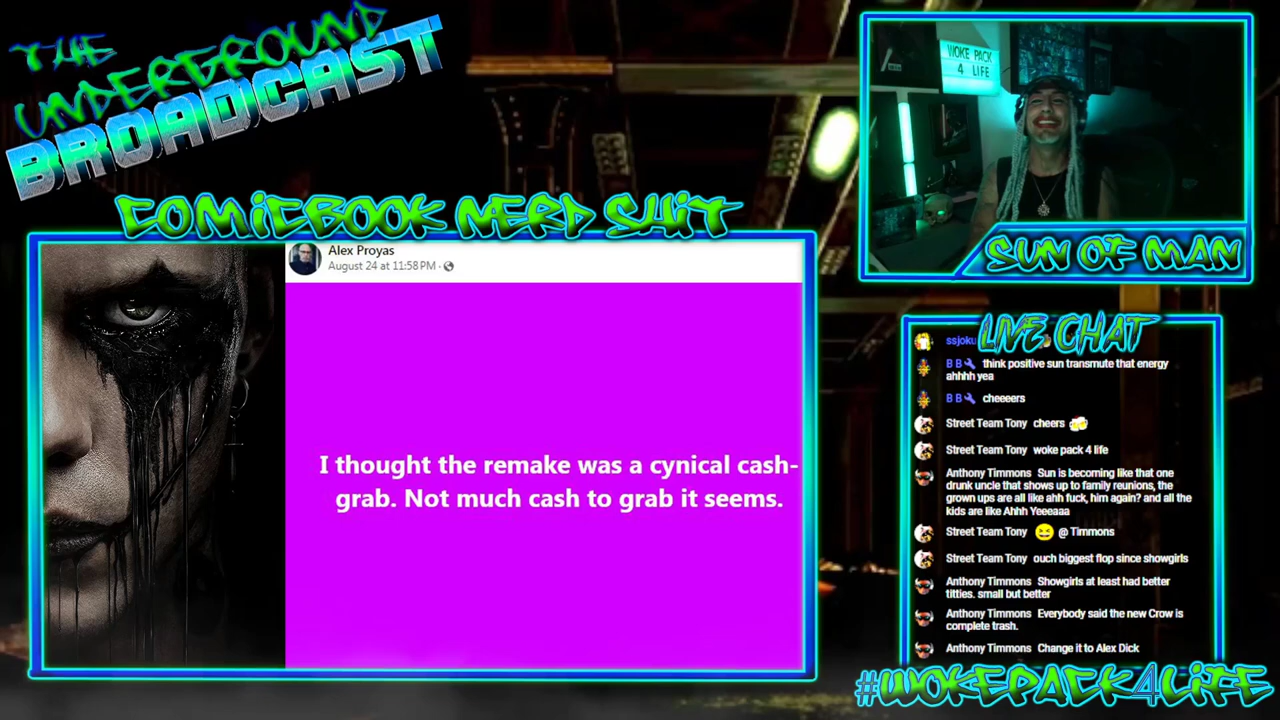 THE
UNDERGROUND
BROADCAST
COMICBOOK NERD SHIT
Alex Proyas
August 24 at 11:58 PM ·
I thought the remake was a cynical cash-
grab. Not much cash to grab it seems.
WOKE PACK
4 LIFE
SUN OF MAN
LIVE CHAT
ssjoku
B B think positive sun transmute that energy
ahhhh yea
B B cheeeers
Street Team Tony cheers
Street Team Tony woke pack 4 life
Anthony Timmons Sun is becoming like that one
drunk uncle that shows up to family reunions, the
grown ups are all like ahh fuck, him again? and all the
kids are like Ahhh Yeeeaaa
Street Team Tony @ Timmons
Street Team Tony ouch biggest flop since showgirls
Anthony Timmons Showgirls at least had better
titties. small but better
Anthony Timmons Everybody said the new Crow is
complete trash.
Anthony Timmons Change it to Alex Dick
#WOKEPACK4LIFE